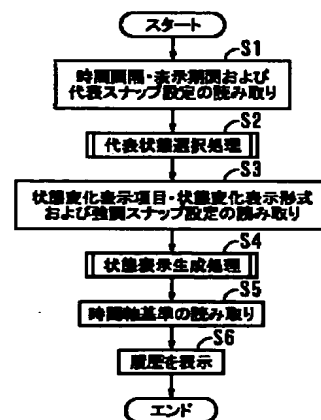 スタート
S1
時間間隔・表示期間および
代表スナップ設定の読み取り
S2
代表状態選択処理
S3
状態変化表示項目・状態変化表示形式
および強調スナップ設定の読み取り
S4
状態表示生成処理
S5
時間軸基準の読み取り
S6
履歴を表示
エンド